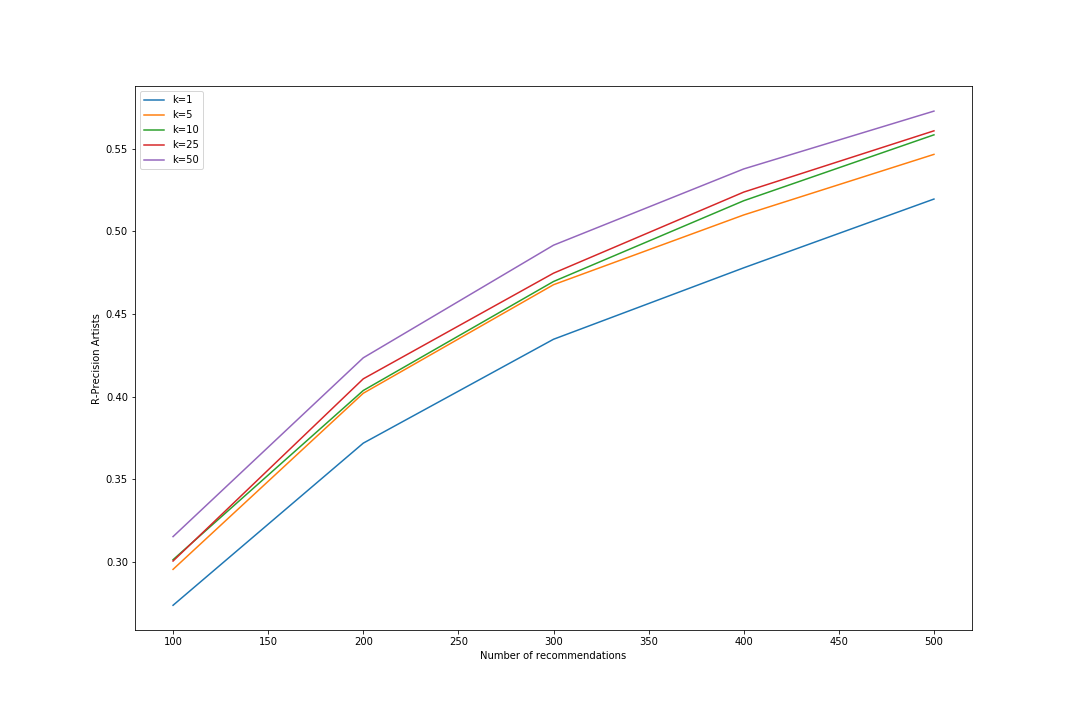 k=1
k=5
k=10
k=25
k=50
0.55
0.50
0.45
0.40
0.35
0.30
R-Precision Artists
100 150 200 250 300 350 400 450 500
Number of recommendations